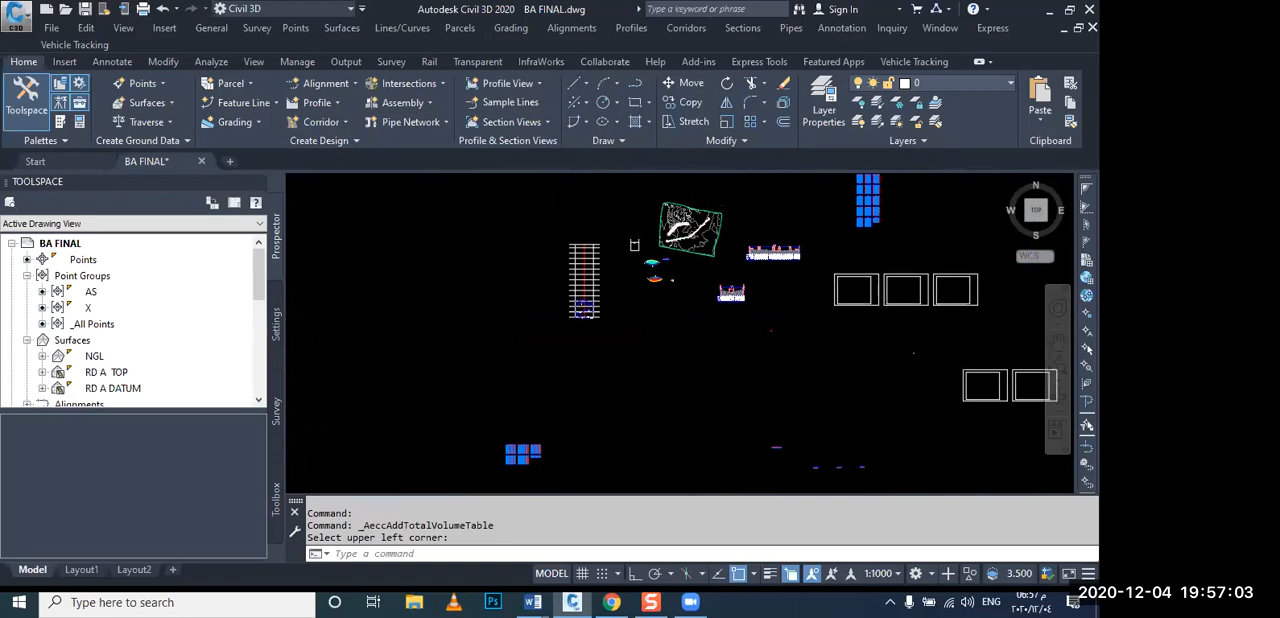 Civil 3D Autodesk Civil 3D 2020 BA FINAL.dwg Type a keyword or phrase Sign In
File Edit View Insert General Survey Points Surfaces Lines/Curves Parcels Grading Alignments Profiles Corridors Sections Pipes Annotation Inquiry Window Express
Vehicle Tracking
Home Insert Annotate Modify Analyze View Manage Output Survey Rail Transparent InfraWorks Collaborate Help Add-ins Express Tools Featured Apps Vehicle Tracking
Toolspace
Points
Surfaces
Traverse
Parcel
Feature Line
Grading
Alignment
Profile
Corridor
Intersections
Assembly
Pipe Network
Profile View
Sample Lines
Section Views
Move
Copy
Stretch
Layer
Properties
0
Paste
Palettes Create Ground Data Create Design Profile & Section Views Draw Modify Layers Clipboard
Start BA FINAL*
TOOLSPACE
Active Drawing View
BA FINAL
Points
Point Groups
AS
X
_All Points
Surfaces
NGL
RD A TOP
RD A DATUM
Alignments
Prospector
Settings
Survey
Toolbox
N
W TOP E
S
WCS
Command:
Command: _AeccAddTotalVolumeTable
Select upper left corner:
Type a command
Model Layout1 Layout2
MODEL 1:1000 3.500
Type here to search
ENG
06:57 م
٢٠٢٠/١٢/٠٤
2020-12-04 19:57:03